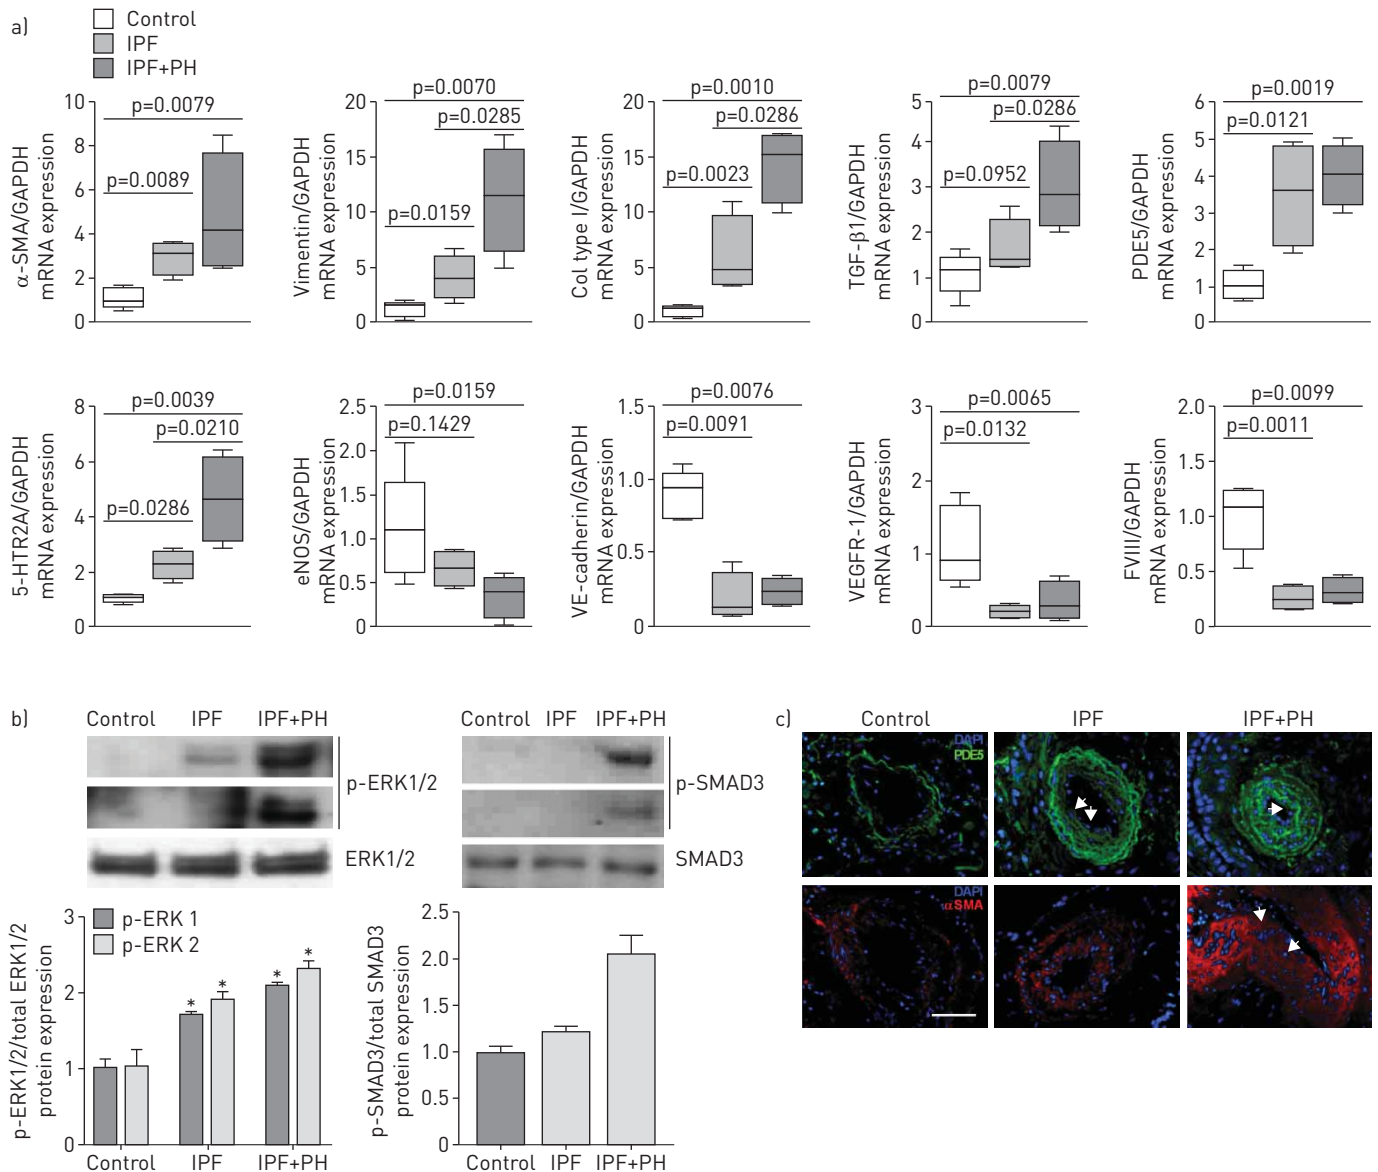 a)
Control
IPF
IPF+PH
α-SMA/GAPDH
mRNA expression
10
8
6
4
2
0
p=0.0079
p=0.0089
Vimentin/GAPDH
mRNA expression
20
15
10
5
0
p=0.0070
p=0.0285
p=0.0159
Col type I/GAPDH
mRNA expression
20
15
10
5
0
p=0.0010
p=0.0286
p=0.0023
TGF-β1/GAPDH
mRNA expression
5
4
3
2
1
0
p=0.0079
p=0.0286
p=0.0952
PDE5/GAPDH
mRNA expression
6
5
4
3
2
1
0
p=0.0019
p=0.0121
5-HTR2A/GAPDH
mRNA expression
8
6
4
2
0
p=0.0039
p=0.0210
p=0.0286
eNOS/GAPDH
mRNA expression
2.5
2.0
1.5
1.0
0.5
0
p=0.0159
p=0.1429
VE-cadherin/GAPDH
mRNA expression
1.5
1.0
0.5
0
p=0.0076
p=0.0091
VEGFR-1/GAPDH
mRNA expression
3
2
1
0
p=0.0065
p=0.0132
FVIII/GAPDH
mRNA expression
2.0
1.5
1.0
0.5
0
p=0.0099
p=0.0011
b)
Control IPF IPF+PH
p-ERK1/2
ERK1/2
Control IPF IPF+PH
p-SMAD3
SMAD3
p-ERK1/2/total ERK1/2
protein expression
3
2
1
0
p-ERK 1
p-ERK 2
* * * *
Control IPF IPF+PH
p-SMAD3/total SMAD3
protein expression
2.5
2.0
1.5
1.0
0.5
0
Control IPF IPF+PH
c)
Control IPF IPF+PH
DAPI
PDE5
DAPI
αSMA